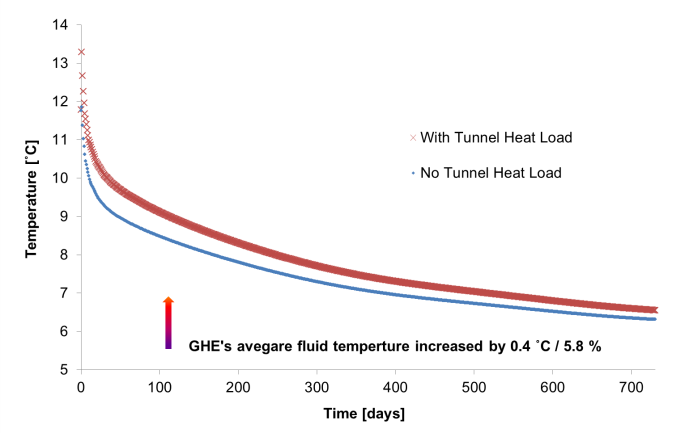 14
13
12
11
10
9
8
7
6
5
Temperature [˚C]
× With Tunnel Heat Load
No Tunnel Heat Load
GHE's avegare fluid temperture increased by 0.4 ˚C / 5.8 %
0 100 200 300 400 500 600 700
Time [days]